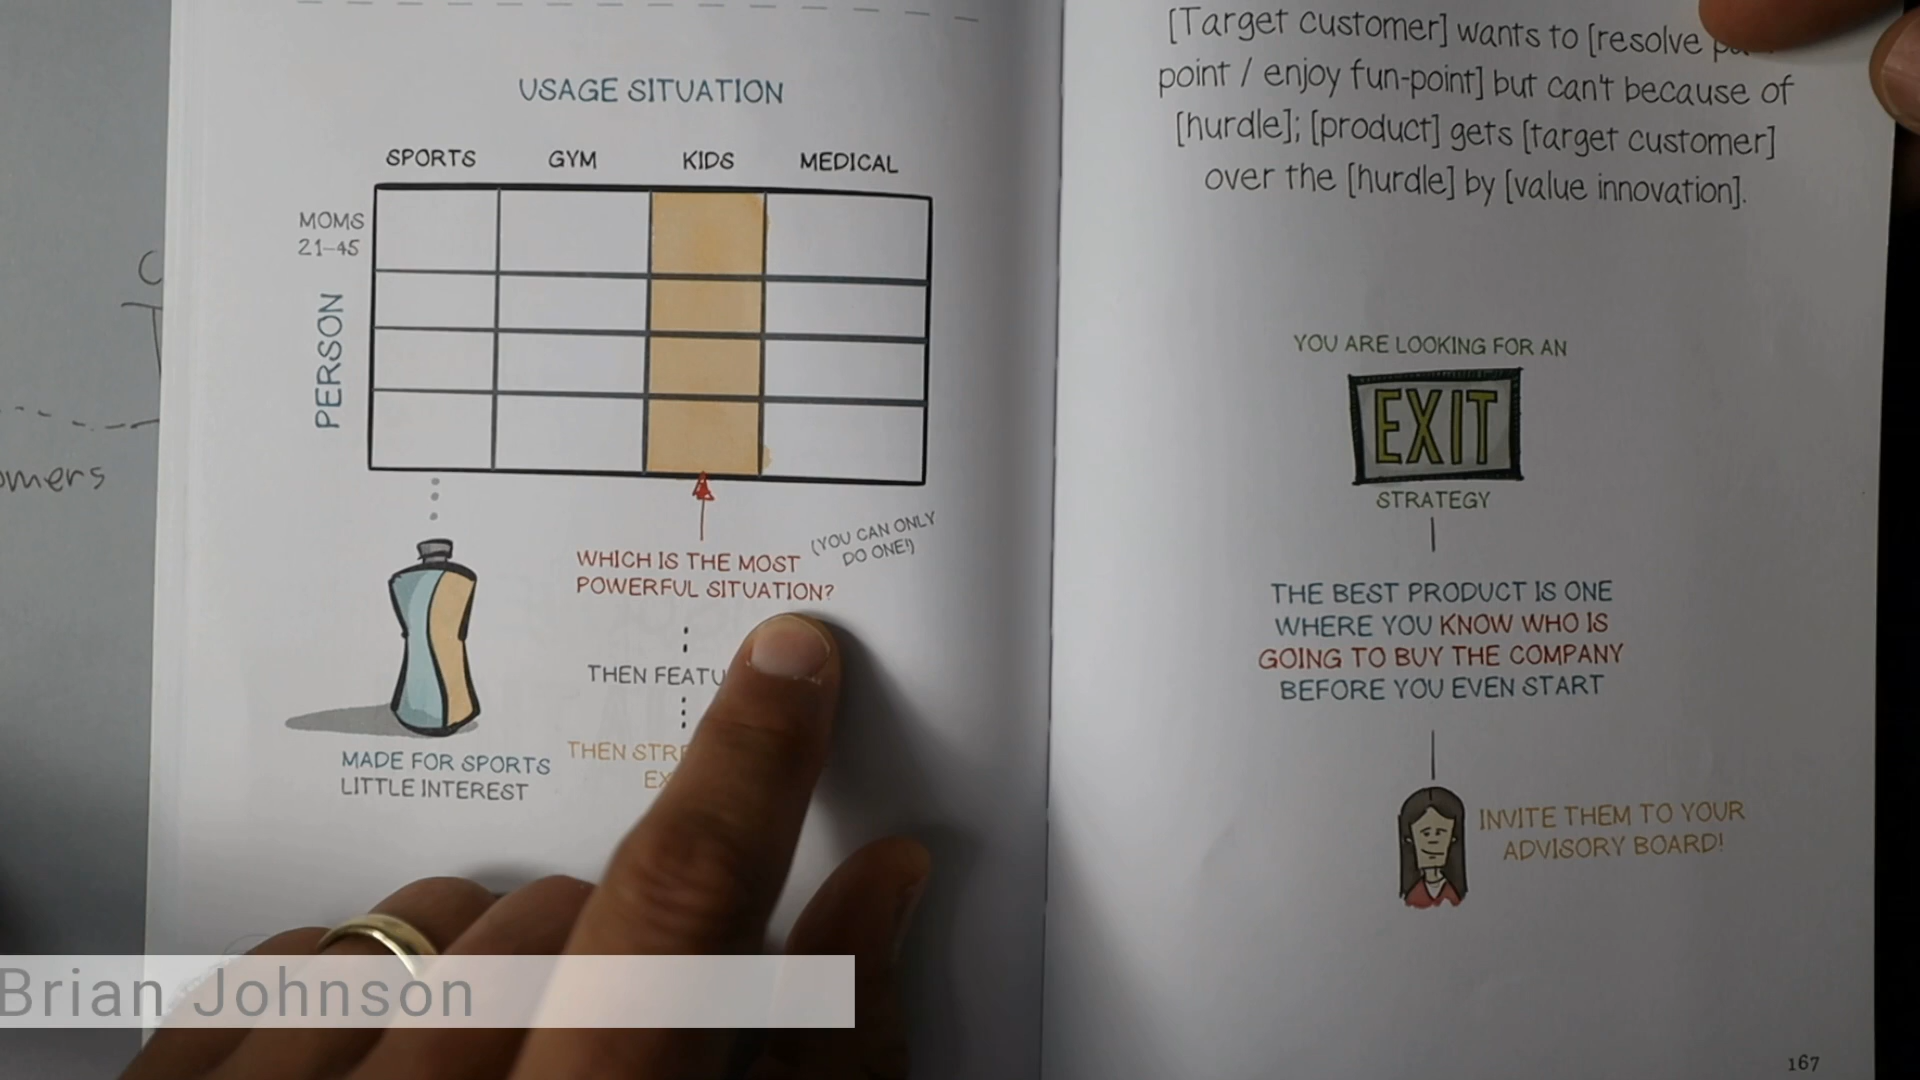 USAGE SITUATION
SPORTS GYM KIDS MEDICAL
MOMS
21-45
PERSON
WHICH IS THE MOST
POWERFUL SITUATION?
(YOU CAN ONLY
DO ONE!)
THEN
THEN
MADE FOR SPORTS
LITTLE INTEREST
[Target customer] wants to [resolve
point / enjoy fun-point] but can't because of
[hurdle]; [product] gets [target customer]
over the [hurdle] by [value innovation].
YOU ARE LOOKING FOR AN
EXIT
STRATEGY
THE BEST PRODUCT IS ONE
WHERE YOU KNOW WHO IS
GOING TO BUY THE COMPANY
BEFORE YOU EVEN START
INVITE THEM TO YOUR
ADVISORY BOARD!
167
Brian Johnson